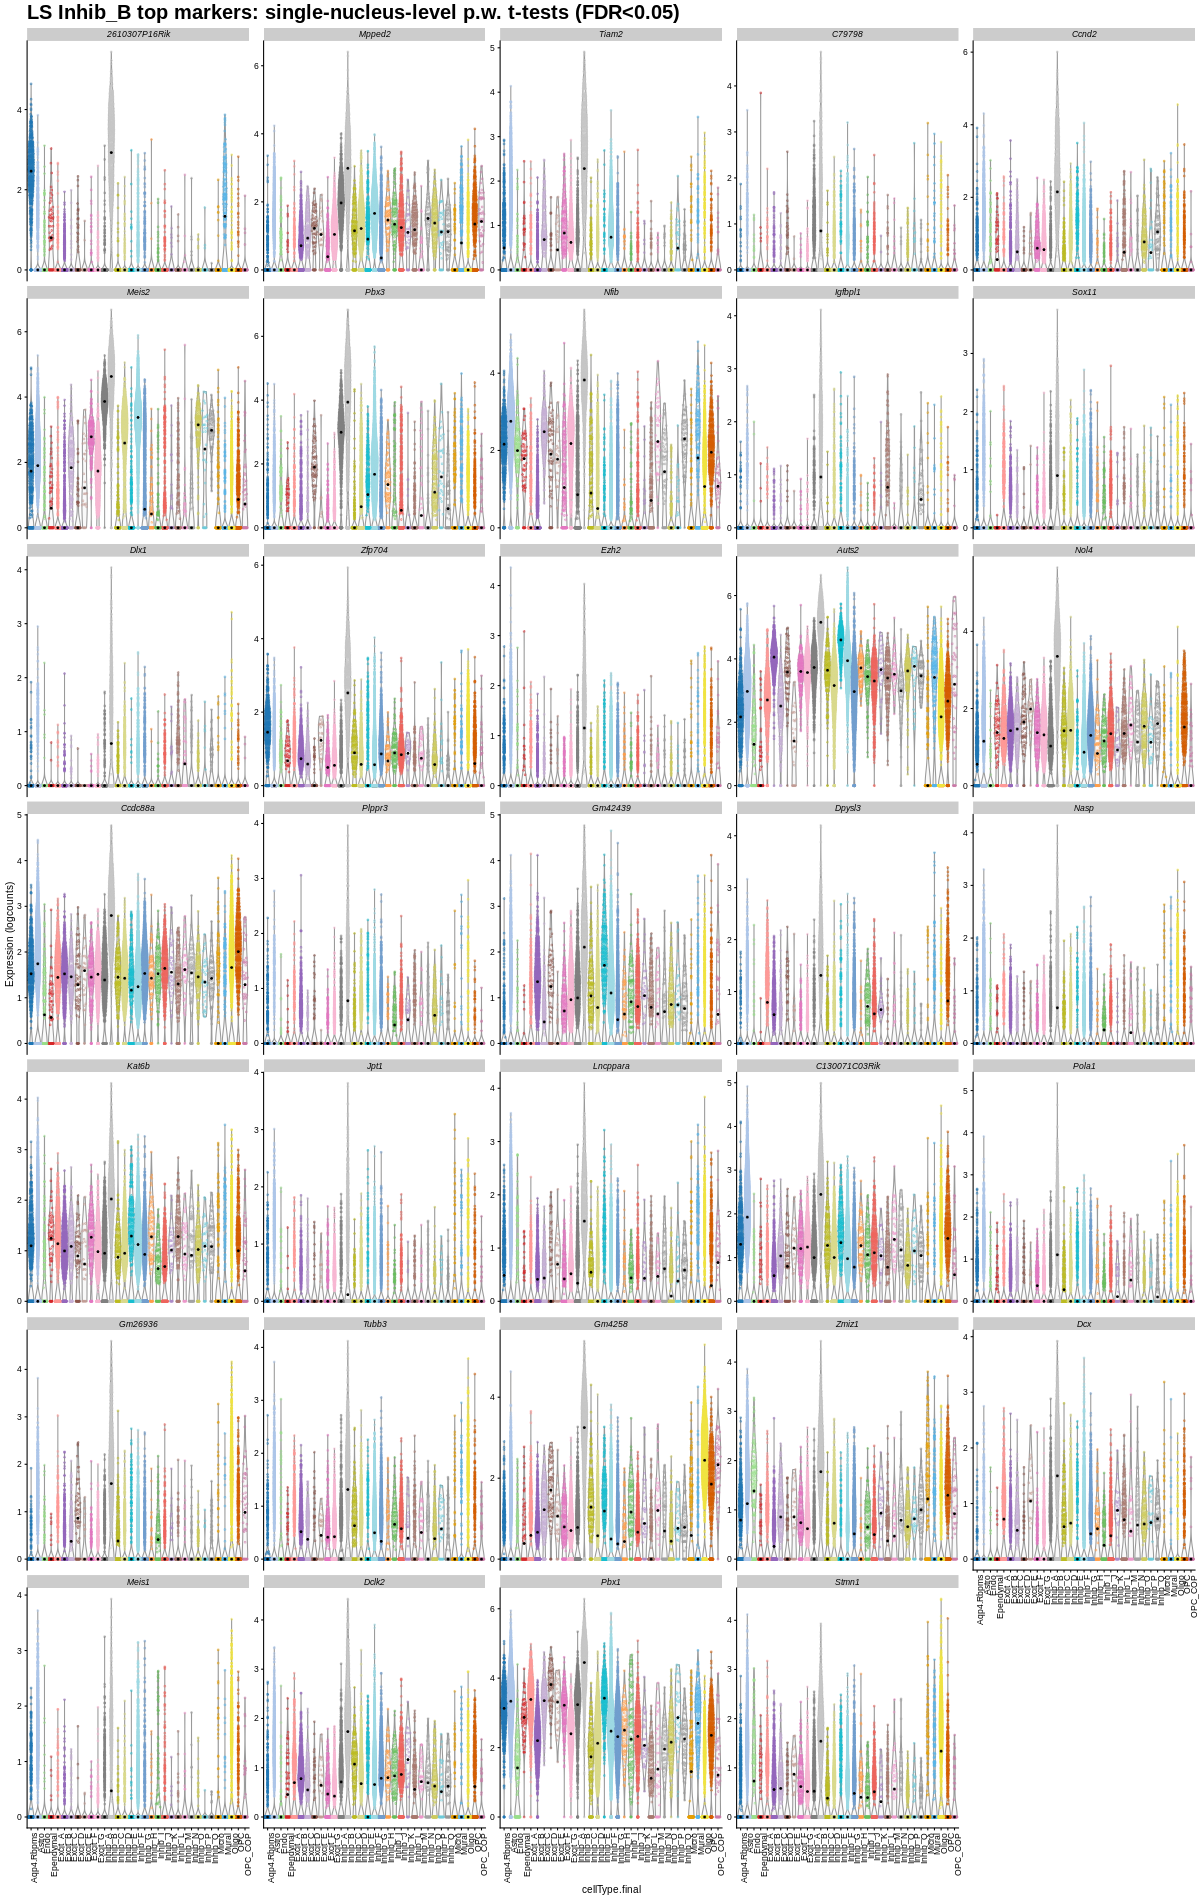 LS Inhib_B top markers: single-nucleus-level p.w. t-tests (FDR<0.05)
2610307P16Rik Mpped2 Tiam2 C79798 Ccnd2
Meis2 Pbx3 Nfib Igfbpl1 Sox11
Dlx1 Zfp704 Ezh2 Auts2 Nol4
Ccdc88a Plppr3 Gm42439 Dpysl3 Nasp
Expression (logcounts)
Kat6b Jpt1 Lncppara C130071C03Rik Pola1
Gm26936 Tubb3 Gm4258 Zmiz1 Dcx
Meis1 Dclk2 Pbx1 Stmn1
Aqp4.Rbpms
Astro
Endo
Ependymal
Excit_A
Excit_B
Excit_C
Excit_D
Excit_E
Excit_F
Excit_G
Inhib_A
Inhib_B
Inhib_C
Inhib_D
Inhib_E
Inhib_F
Inhib_G
Inhib_H
Inhib_I
Inhib_J
Inhib_K
Inhib_L
Inhib_M
Inhib_N
Inhib_O
Inhib_P
Inhib_Q
Micro
Mural
Oligo
OPC
OPC_COP
cellType.final